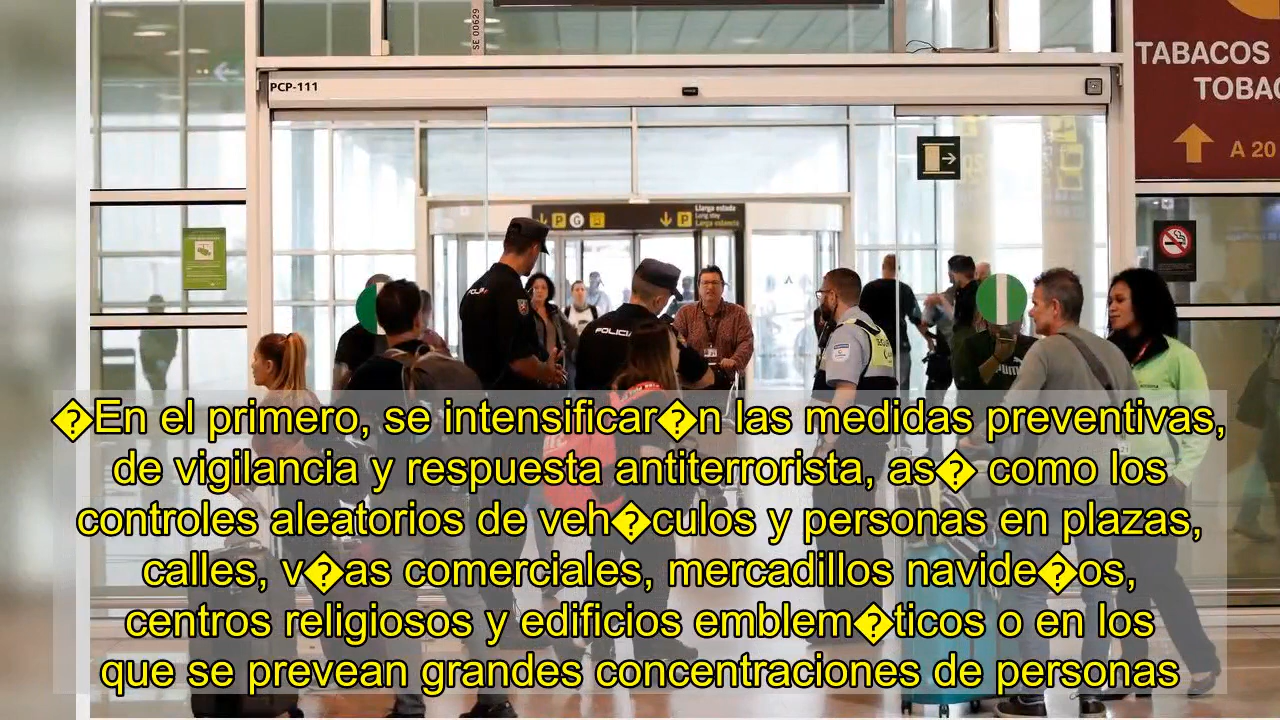 SE 00629
PCP-111
TABACOS
A 20
P G
P
Llarga estada
Long stay
Larga estancia
POLICIA
PUMA
�En el primero, se intensificar�n las medidas preventivas,
de vigilancia y respuesta antiterrorista, as� como los
controles aleatorios de veh�culos y personas en plazas,
calles, v�as comerciales, mercadillos navide�os,
centros religiosos y edificios emblem�ticos o en los
que se prevean grandes concentraciones de personas